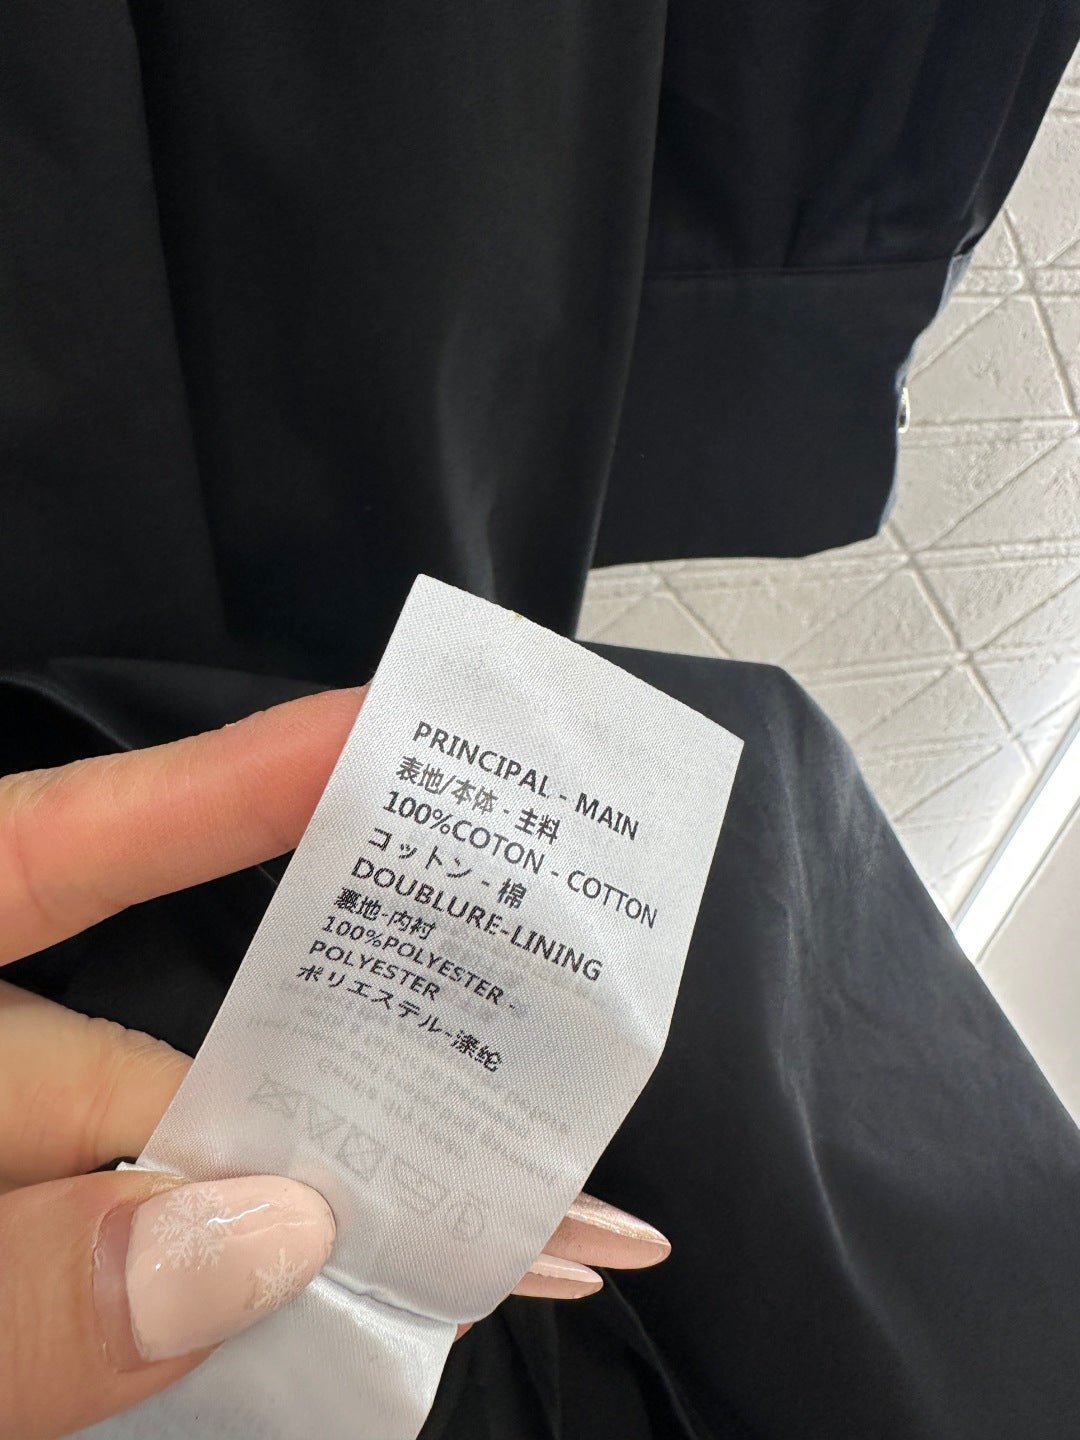 PRINCIPAL - MAIN
表地/本体 - 主料
100%COTON - COTTON
コットン - 棉
DOUBLURE-LINING
裏地-内衬
100%POLYESTER -
POLYESTER
ポリエステル-涤纶